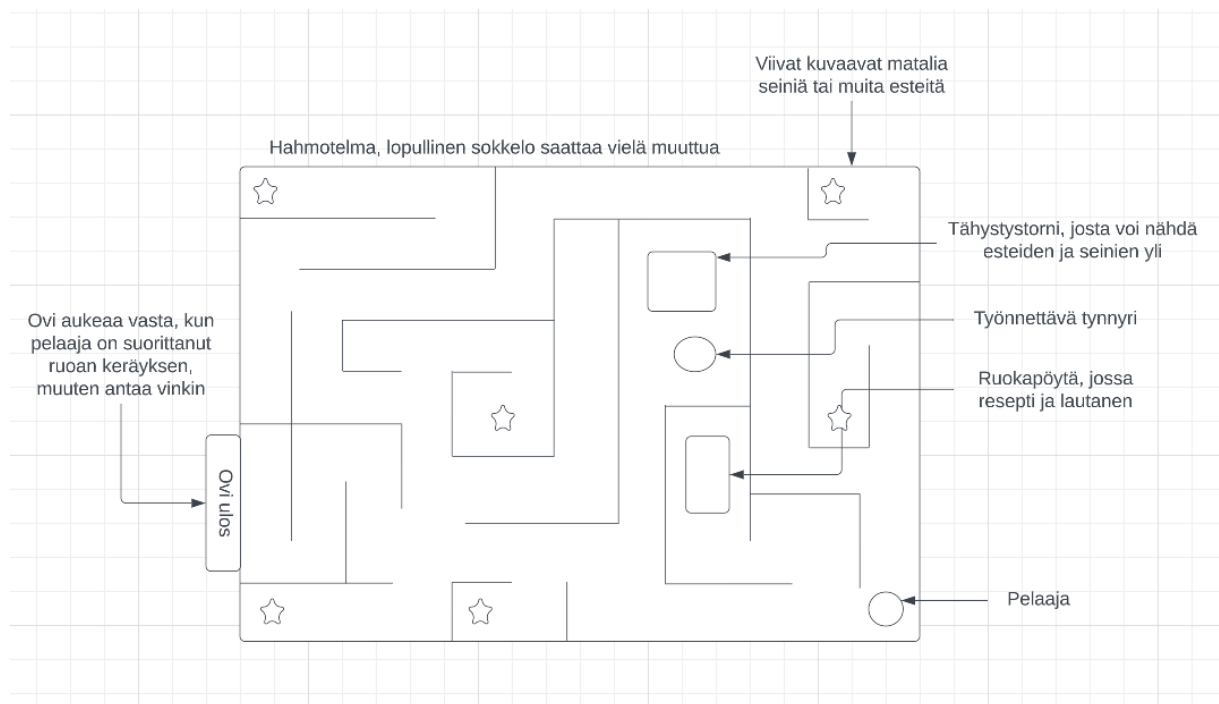 Viivat kuvaavat matalia
seiniä tai muita esteitä
Hahmotelma, lopullinen sokkelo saattaa vielä muuttua
Tähystystorni, josta voi nähdä
esteiden ja seinien yli
Ovi aukeaa vasta, kun
pelaaja on suorittanut
ruoan keräyksen,
muuten antaa vinkin
Työnnettävä tynnyri
Ruokapöytä, jossa
resepti ja lautanen
Ovi ulos
Pelaaja